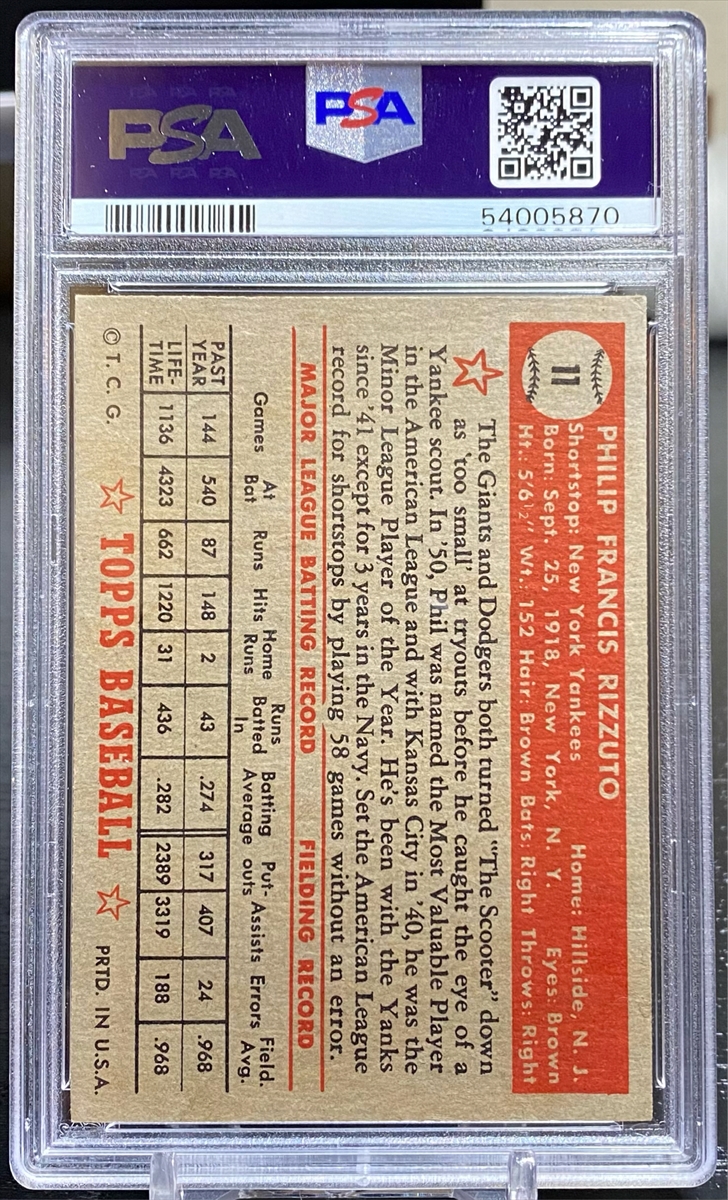 PSA
PSA
54005870
11
PHILIP FRANCIS RIZZUTO
Shortstop: New York Yankees Home: Hillside, N. J.
Born: Sept. 25, 1918, New York, N. Y. Eyes: Brown
Ht.: 5'6½" Wt.: 152 Hair: Brown Bats: Right Throws: Right
The Giants and Dodgers both turned "The Scooter" down
as 'too small' at tryouts before he caught the eye of a
Yankee scout. In '50, Phil was named the Most Valuable Player
in the American League and with Kansas City in '40, he was the
Minor League Player of the Year. He's been with the Yanks
since '41 except for 3 years in the Navy. Set the American League
record for shortstops by playing 58 games without an error.
MAJOR LEAGUE BATTING RECORD FIELDING RECORD
Games At Bat Runs Hits Home Runs Runs Batted In Batting Average Put-outs Assists Errors Field. Avg.
PAST YEAR 144 540 87 148 2 43 .274 317 407 24 .968
LIFE-TIME 1136 4323 662 1220 31 436 .282 2389 3319 188 .968
© T. C. G. TOPPS BASEBALL PRTD. IN U.S.A.